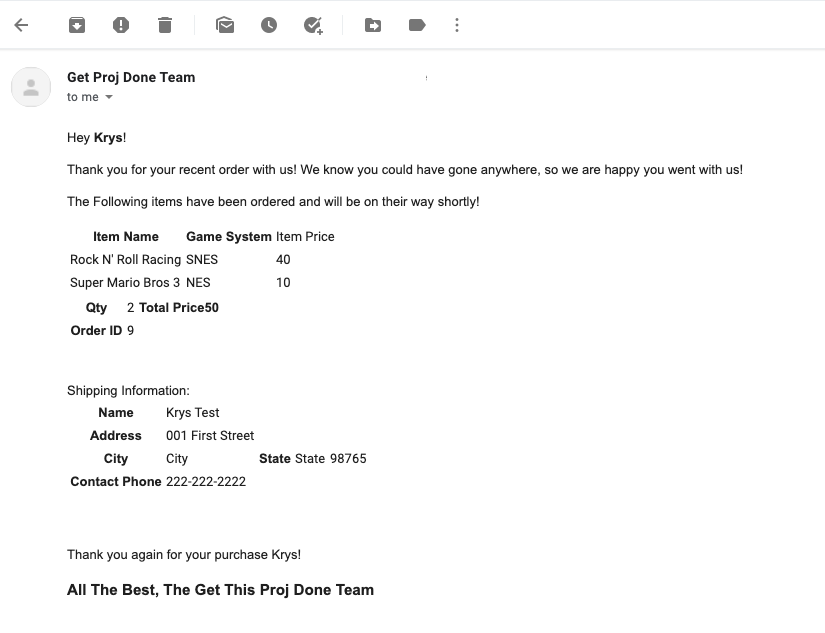 Get Proj Done Team
to me
Hey Krys!
Thank you for your recent order with us! We know you could have gone anywhere, so we are happy you went with us!
The Following items have been ordered and will be on their way shortly!
Item Name Game System Item Price
Rock N' Roll Racing SNES 40
Super Mario Bros 3 NES 10
Qty 2 Total Price50
Order ID 9
Shipping Information:
Name Krys Test
Address 001 First Street
City City State State 98765
Contact Phone 222-222-2222
Thank you again for your purchase Krys!
All The Best, The Get This Proj Done Team